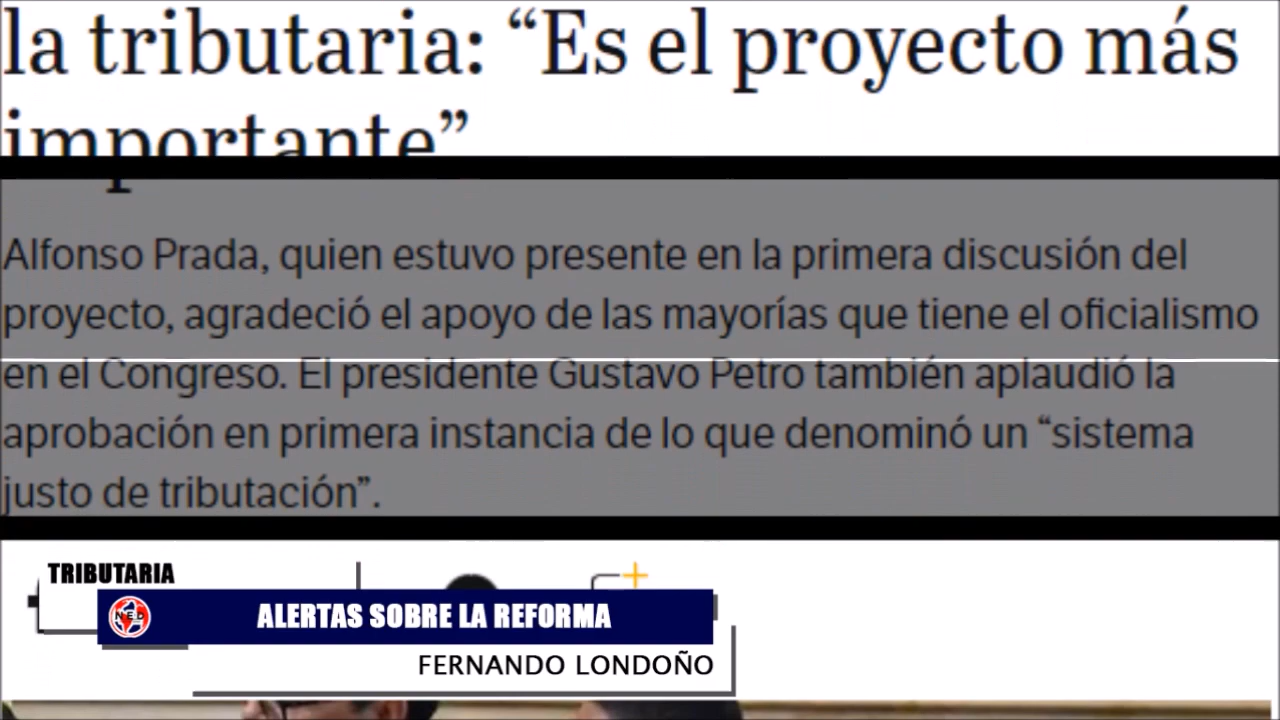 la tributaria: “Es el proyecto más
importante”
Alfonso Prada, quien estuvo presente en la primera discusión del
proyecto, agradeció el apoyo de las mayorías que tiene el oficialismo
en el Congreso. El presidente Gustavo Petro también aplaudió la
aprobación en primera instancia de lo que denominó un “sistema
justo de tributación”.
TRIBUTARIA
ALERTAS SOBRE LA REFORMA
FERNANDO LONDOÑO